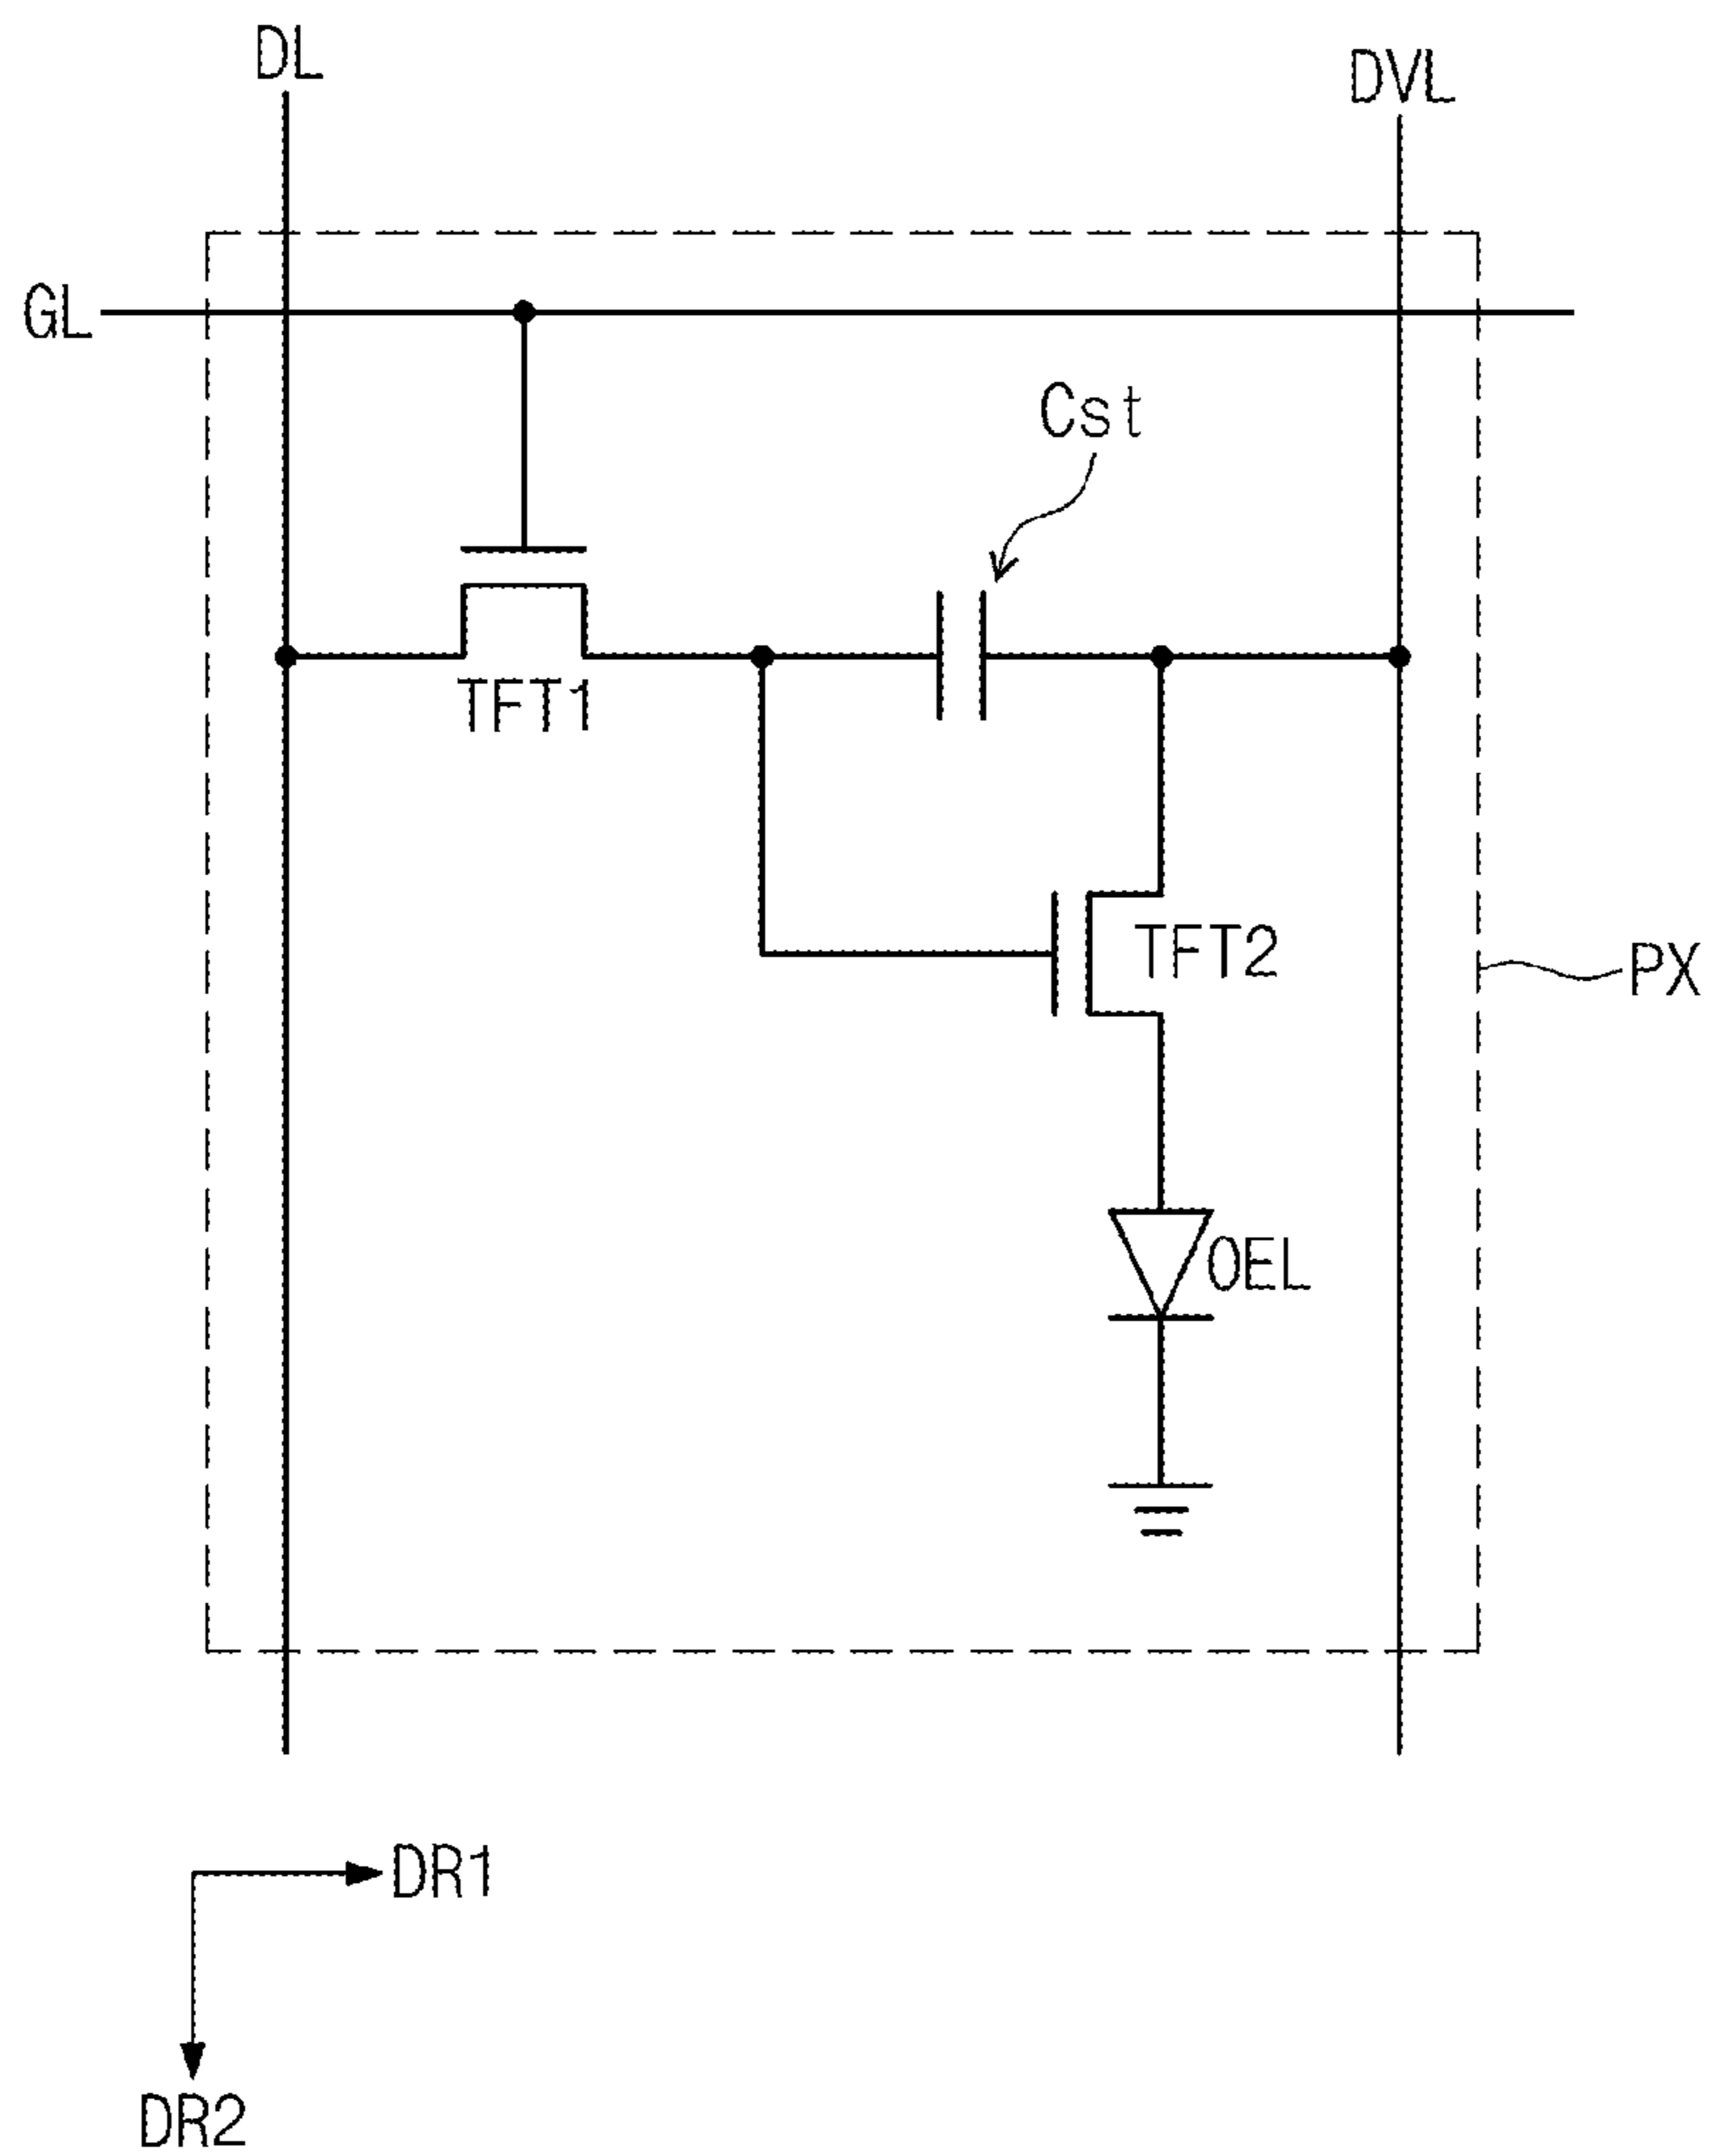 DL
DVL
GL
Cst
TFT1
TFT2
PX
OEL
DR1
DR2